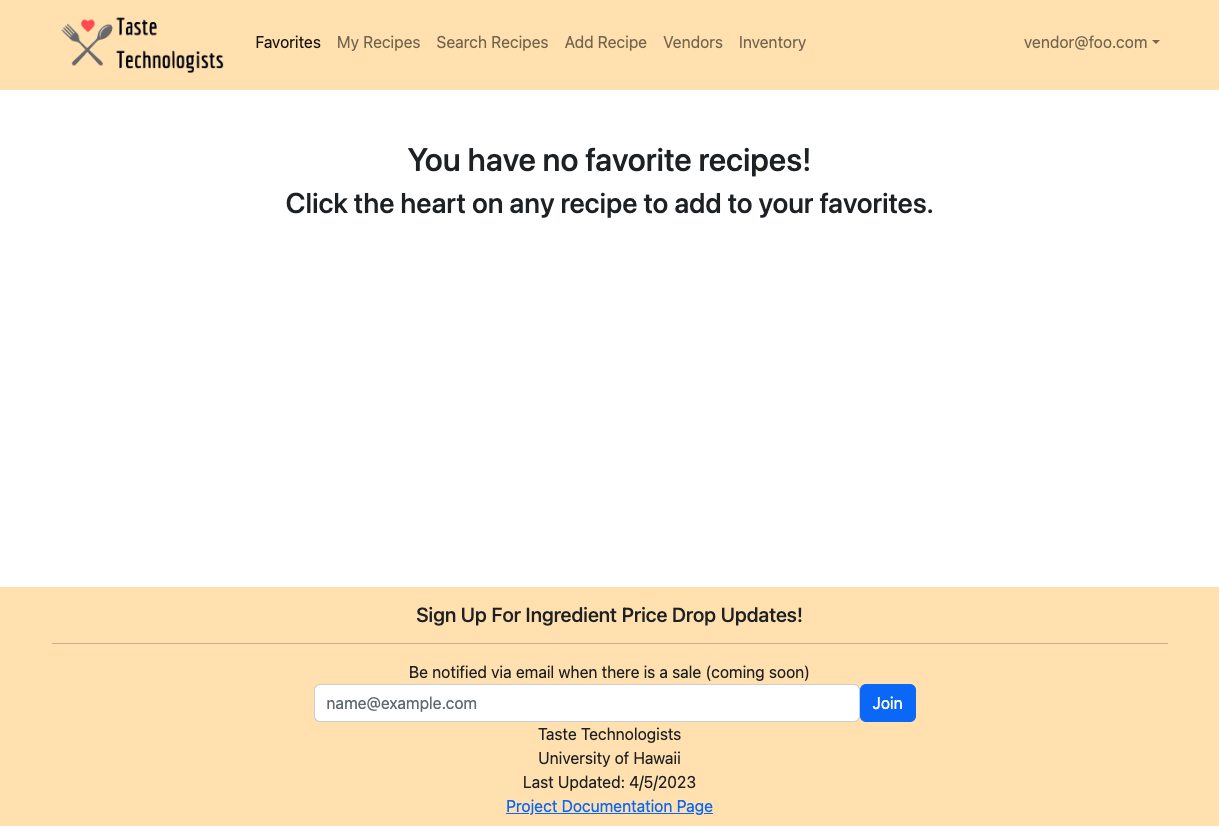 Taste
Technologists
Favorites My Recipes Search Recipes Add Recipe Vendors Inventory vendor@foo.com
You have no favorite recipes!
Click the heart on any recipe to add to your favorites.
Sign Up For Ingredient Price Drop Updates!
Be notified via email when there is a sale (coming soon)
name@example.com Join
Taste Technologists
University of Hawaii
Last Updated: 4/5/2023
Project Documentation Page